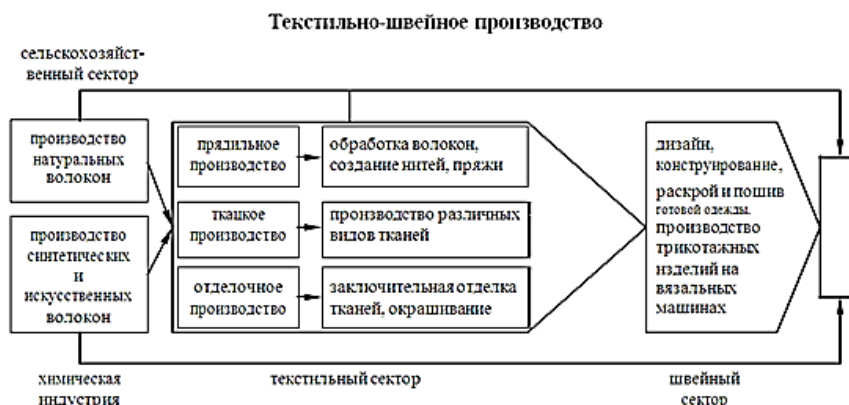 Текстильно-швейное производство
сельскохозяйст-
венный сектор
производство
натуральных
волокон
производство
синтетических
и
искусственных
волокон
прядильное
производство
обработка волокон,
создание нитей, пряжи
ткацкое
производство
производство различных
видов тканей
отделочное
производство
заключительная отделка
тканей, окрашивание
дизайн,
конструирование,
раскрой и пошив
готовой одежды,
производство
трикотажных
изделий на
вязальных
машинах
химическая
индустрия
текстильный сектор
швейный
сектор